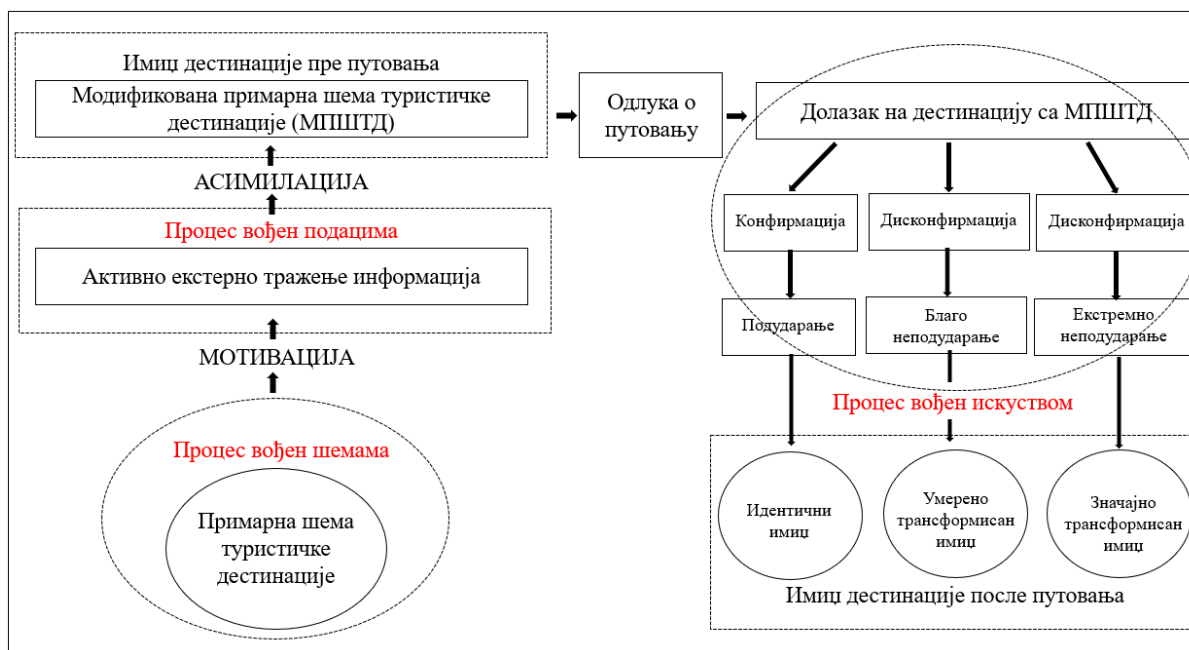 Имиџ дестинације пре путовања
Модификована примарна шема туристичке
дестинације (МПШТД)
АСИМИЛАЦИЈА
Процес вођен подацима
Активно екстерно тражење информација
МОТИВАЦИЈА
Процес вођен шемама
Примарна шема
туристичке
дестинације
Одлука о
путовању
Долазак на дестинацију са МПШТД
Конфирмација
Дисконфирмација
Дисконфирмација
Подударање
Благо
неподударање
Екстремно
неподударање
Процес вођен искуством
Идентични
имиџ
Умерено
трансформисан
имиџ
Значајно
трансформисан
имиџ
Имиџ дестинације после путовања